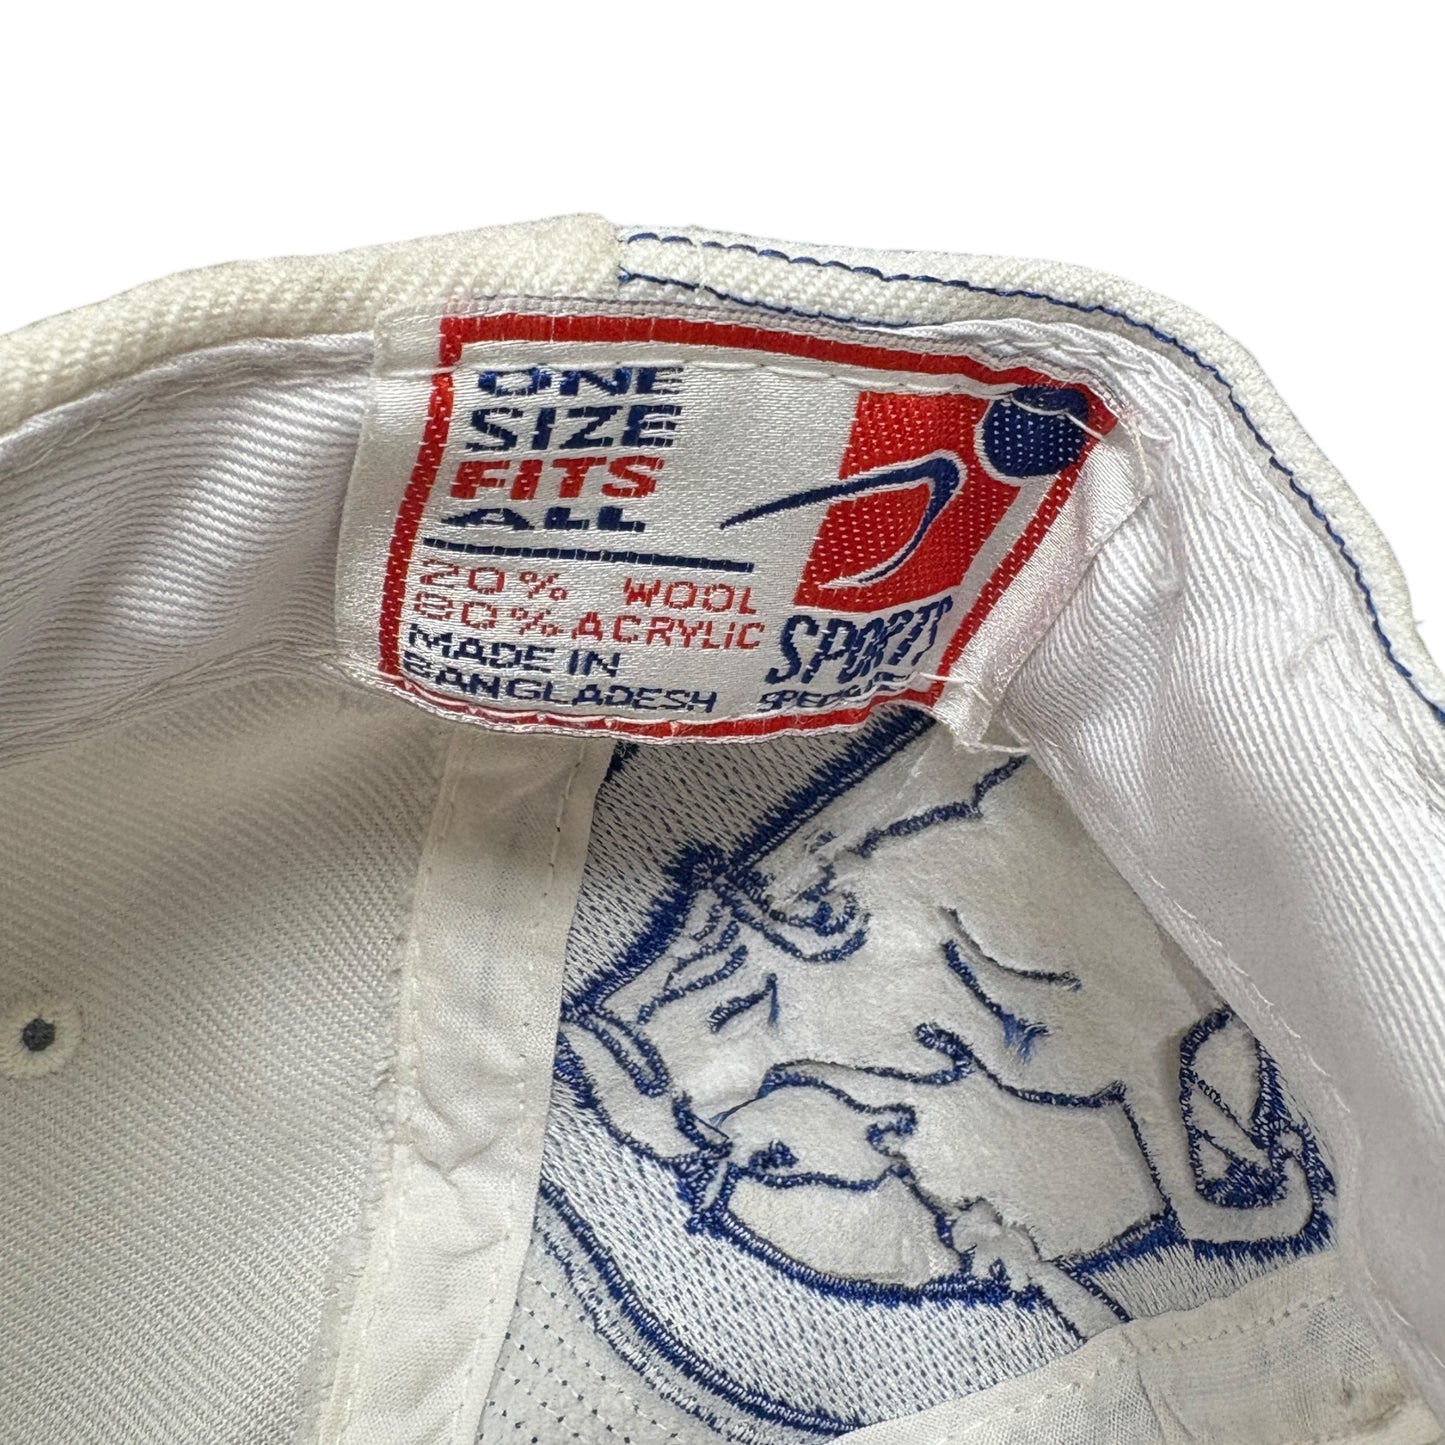 ONE
SIZE
FITS
ALL
20% WOOL
80% ACRYLIC
MADE IN
BANGLADESH
SPORTS